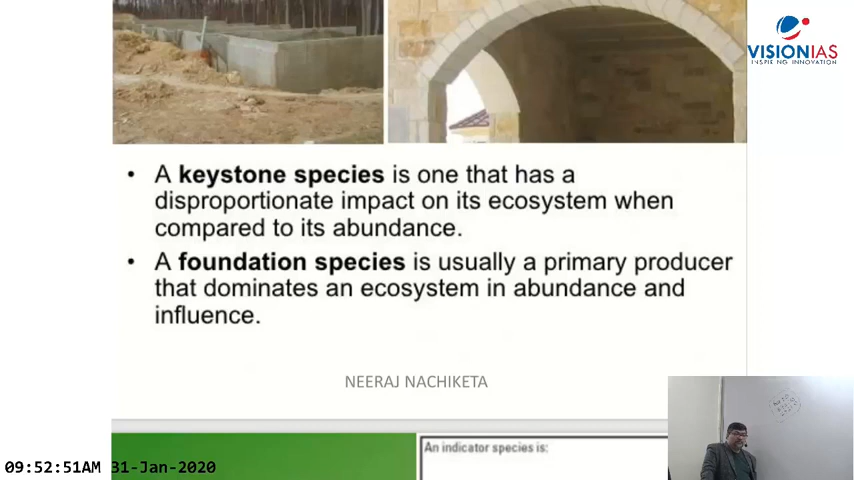 VISIONIAS
INSPIRING INNOVATION
• A keystone species is one that has a
disproportionate impact on its ecosystem when
compared to its abundance.
• A foundation species is usually a primary producer
that dominates an ecosystem in abundance and
influence.
NEERAJ NACHIKETA
An indicator species is:
09:52:51AM 31-Jan-2020